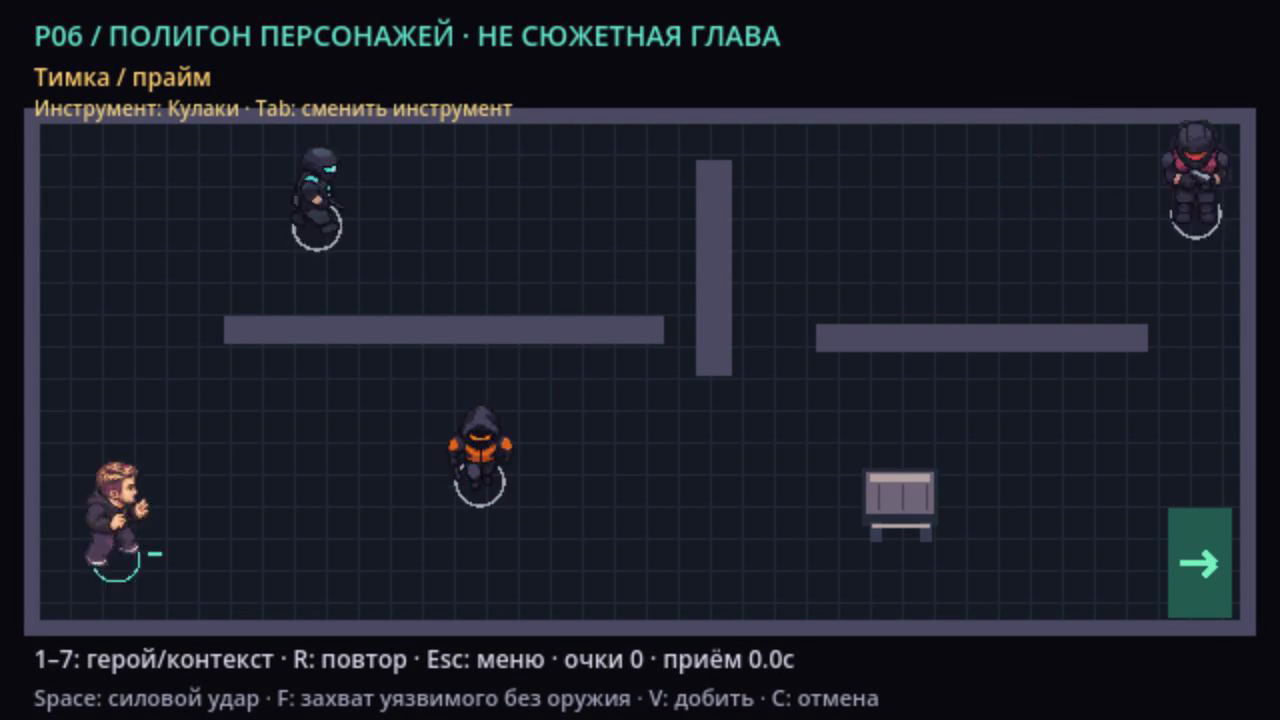 P06 / ПОЛИГОН ПЕРСОНАЖЕЙ · НЕ СЮЖЕТНАЯ ГЛАВА
Тимка / прайм
Инструмент: Кулаки · Tab: сменить инструмент
1–7: герой/контекст · R: повтор · Esc: меню · очки 0 · приём 0.0с
Space: силовой удар · F: захват уязвимого без оружия · V: добить · C: отмена